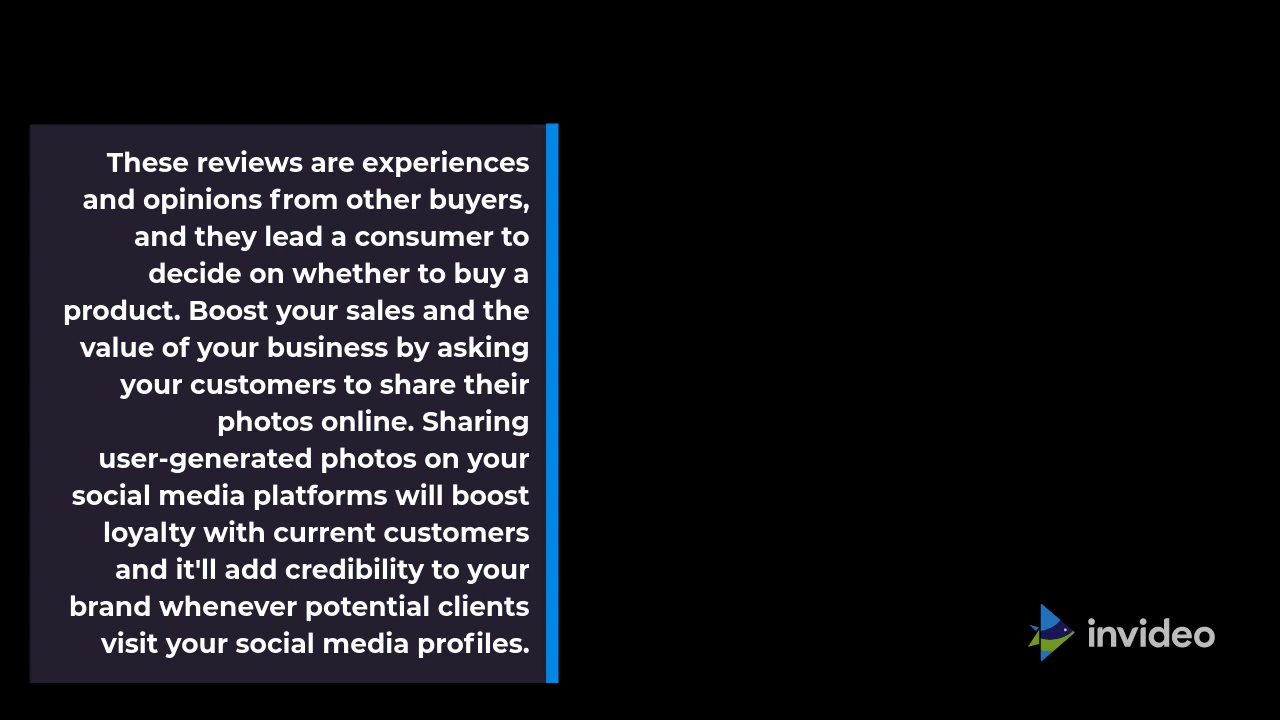 These reviews are experiences
and opinions from other buyers,
and they lead a consumer to
decide on whether to buy a
product. Boost your sales and the
value of your business by asking
your customers to share their
photos online. Sharing
user-generated photos on your
social media platforms will boost
loyalty with current customers
and it'll add credibility to your
brand whenever potential clients
visit your social media profiles.
invideo